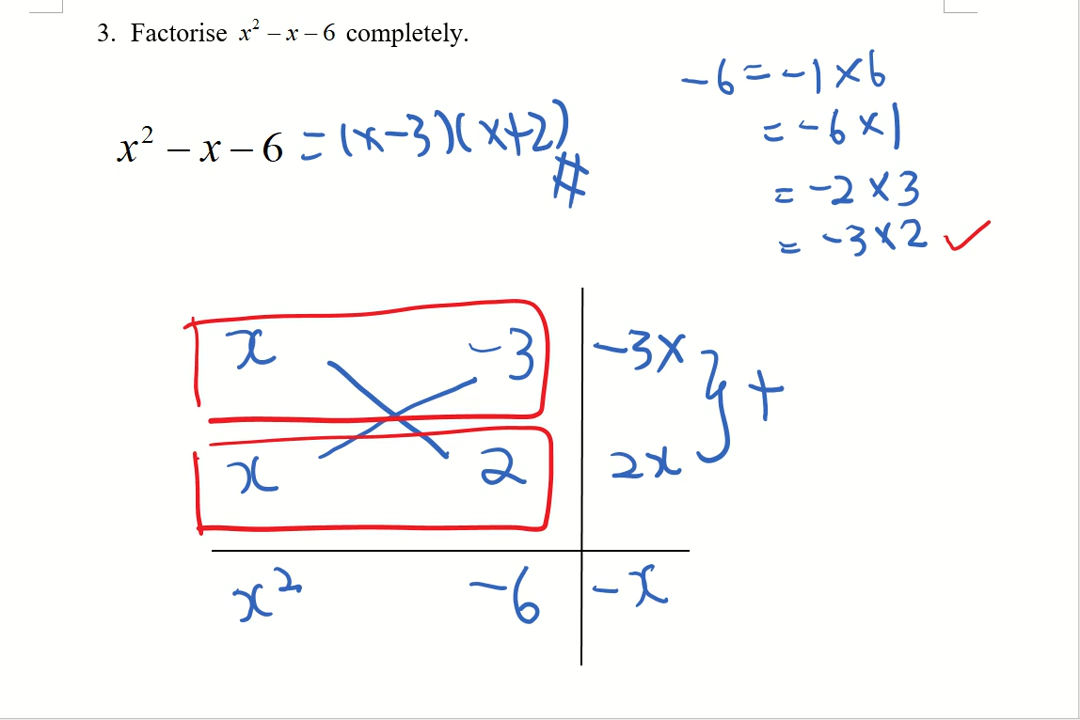 3. Factorise x² – x – 6 completely.
x² – x – 6 = (x-3)(x+2) #
-6 = -1 × 6
= -6 × 1
= -2 × 3
= -3 × 2 ✓
x -3 -3x
x 2 2x } +
x² -6 -x